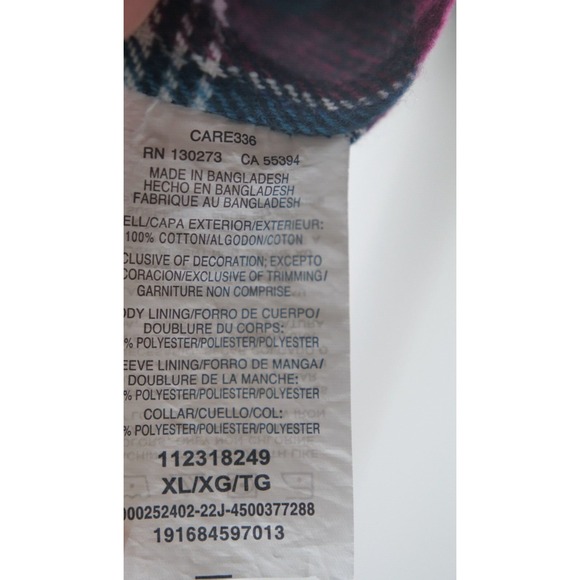 CARE336
RN 130273 CA 55394
MADE IN BANGLADESH
HECHO EN BANGLADESH
FABRIQUE AU BANGLADESH
ELL/CAPA EXTERIOR/EXTERIEUR:
100% COTTON/ALGODON/COTON
CLUSIVE OF DECORATION; EXCEPTO
CORACION/EXCLUSIVE OF TRIMMING/
GARNITURE NON COMPRISE
DY LINING/FORRO DE CUERPO/
DOUBLURE DU CORPS:
% POLYESTER/POLIESTER/POLYESTER
EEVE LINING/FORRO DE MANGA/
DOUBLURE DE LA MANCHE:
% POLYESTER/POLIESTER/POLYESTER
COLLAR/CUELLO/COL:
% POLYESTER/POLIESTER/POLYESTER
112318249
XL/XG/TG
000252402-22J-4500377288
191684597013